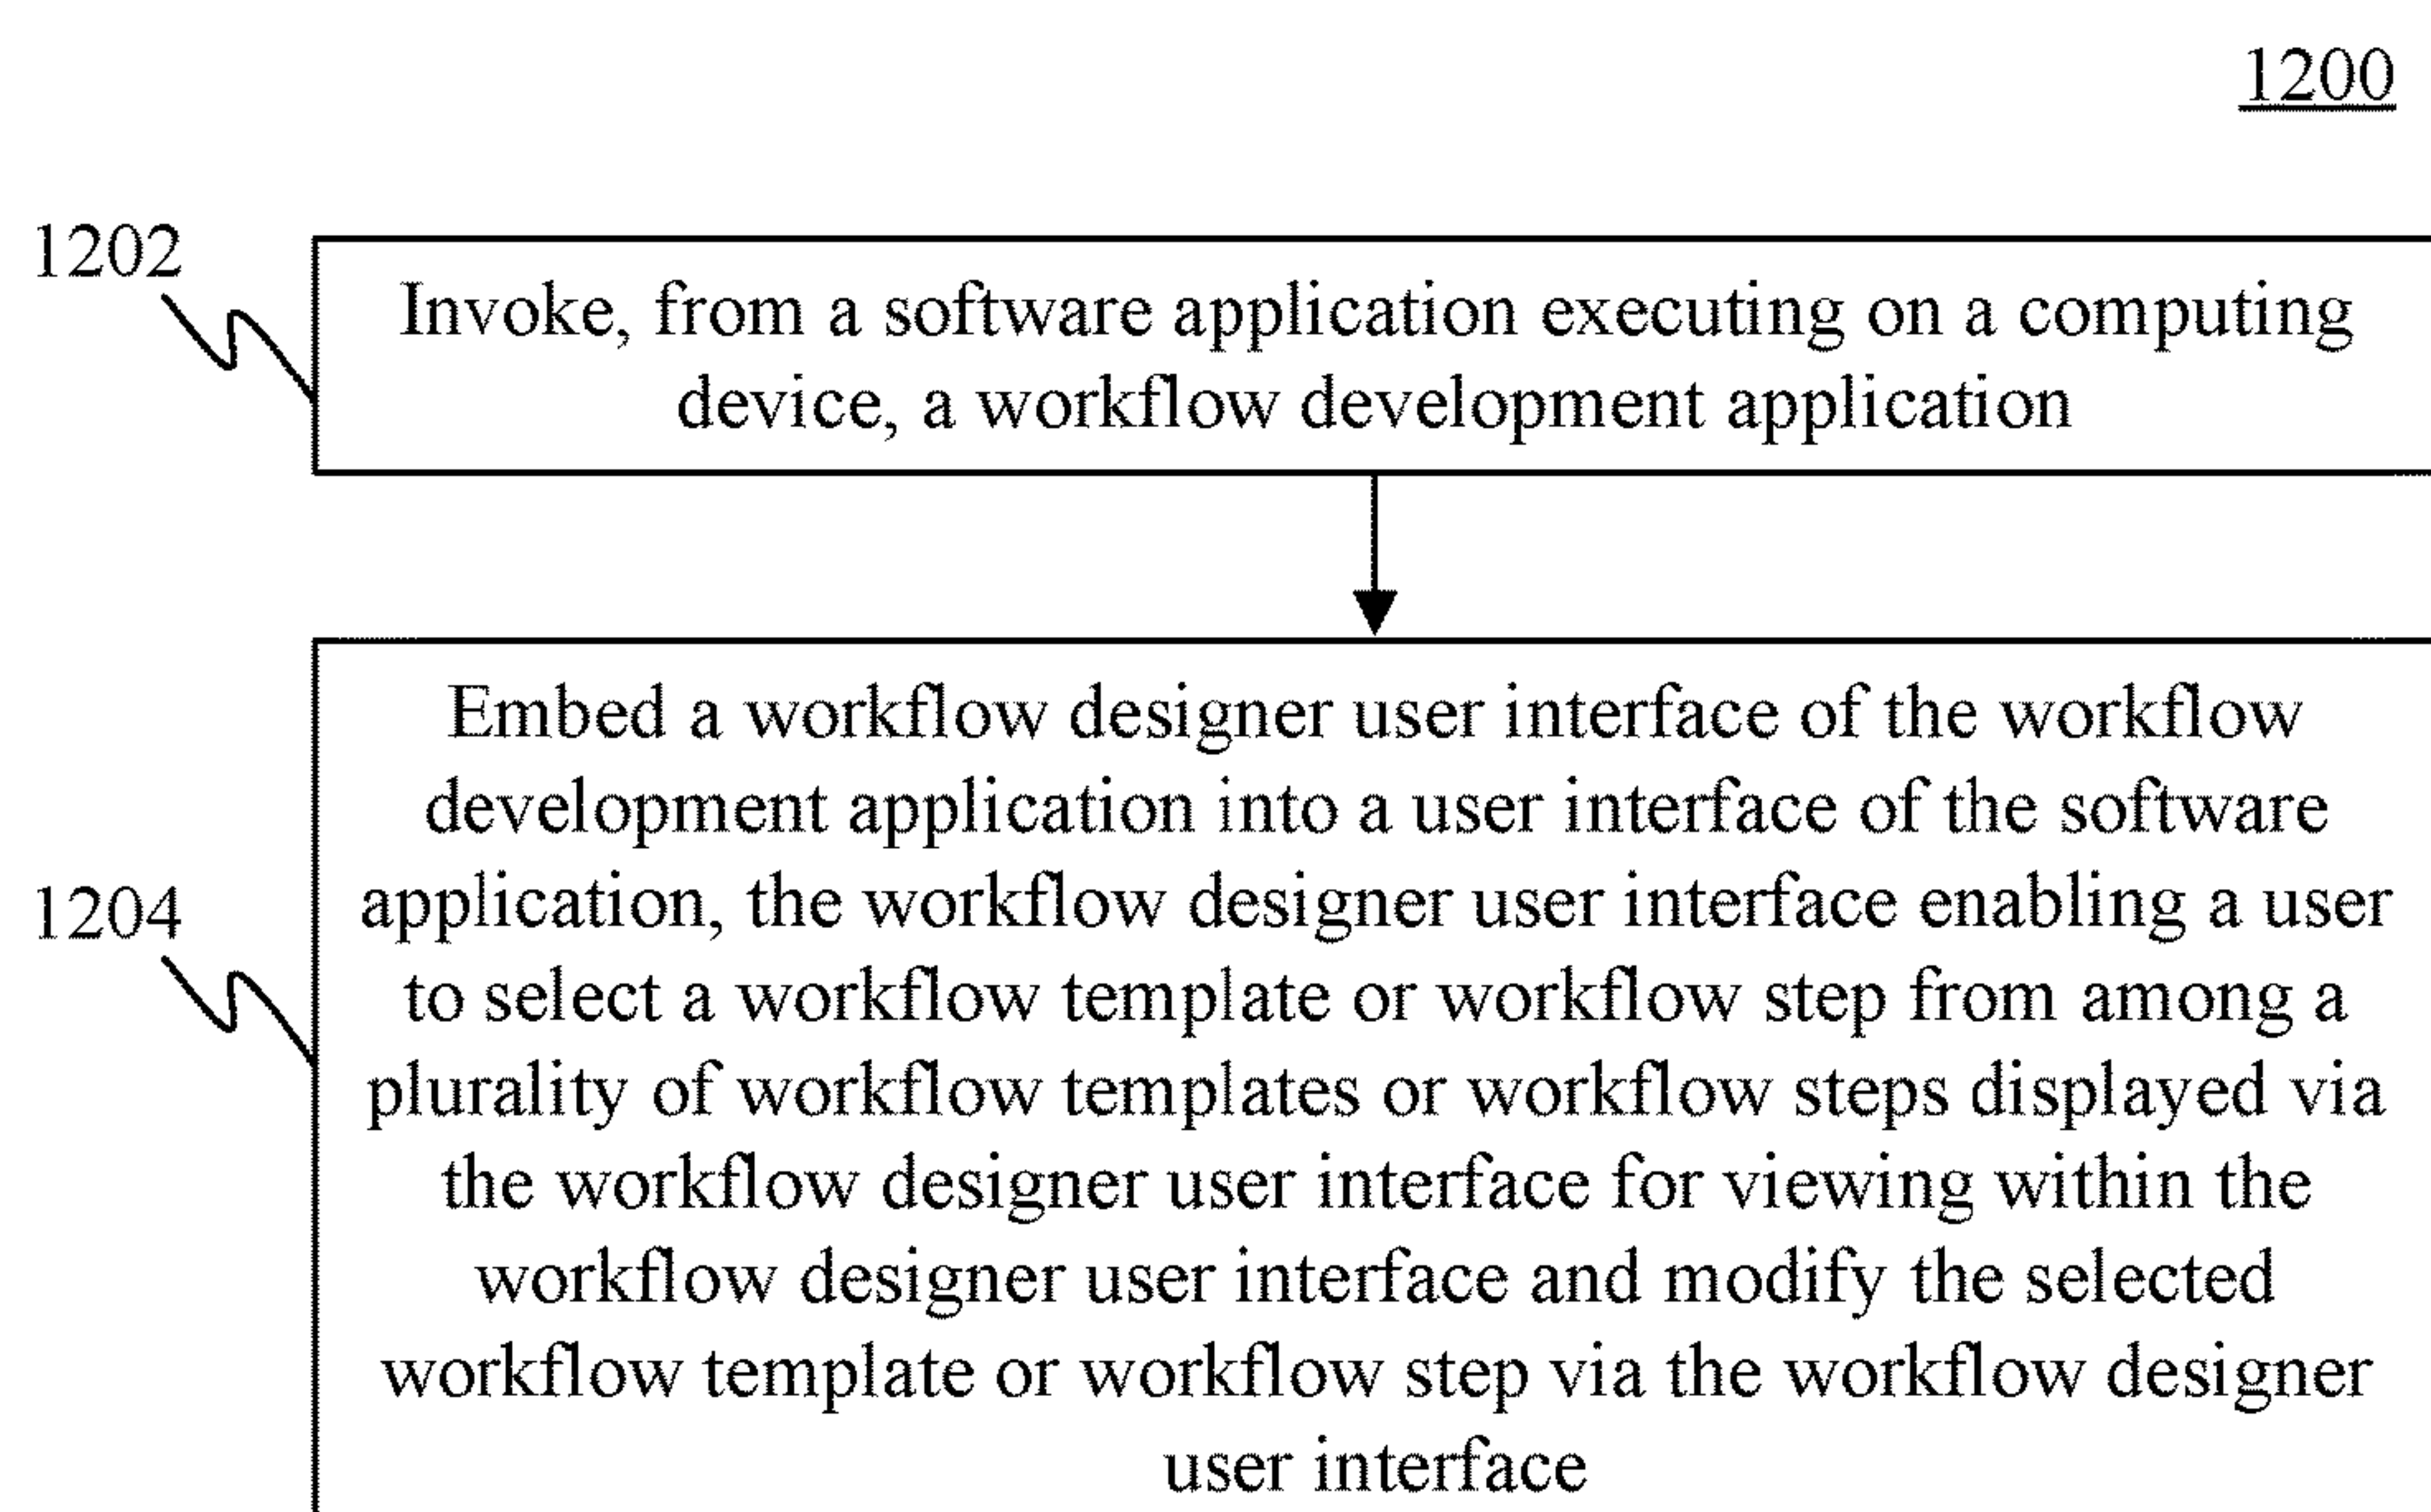 1200
1202
Invoke, from a software application executing on a computing
device, a workflow development application
1204
Embed a workflow designer user interface of the workflow
development application into a user interface of the software
application, the workflow designer user interface enabling a user
to select a workflow template or workflow step from among a
plurality of workflow templates or workflow steps displayed via
the workflow designer user interface for viewing within the
workflow designer user interface and modify the selected
workflow template or workflow step via the workflow designer
user interface